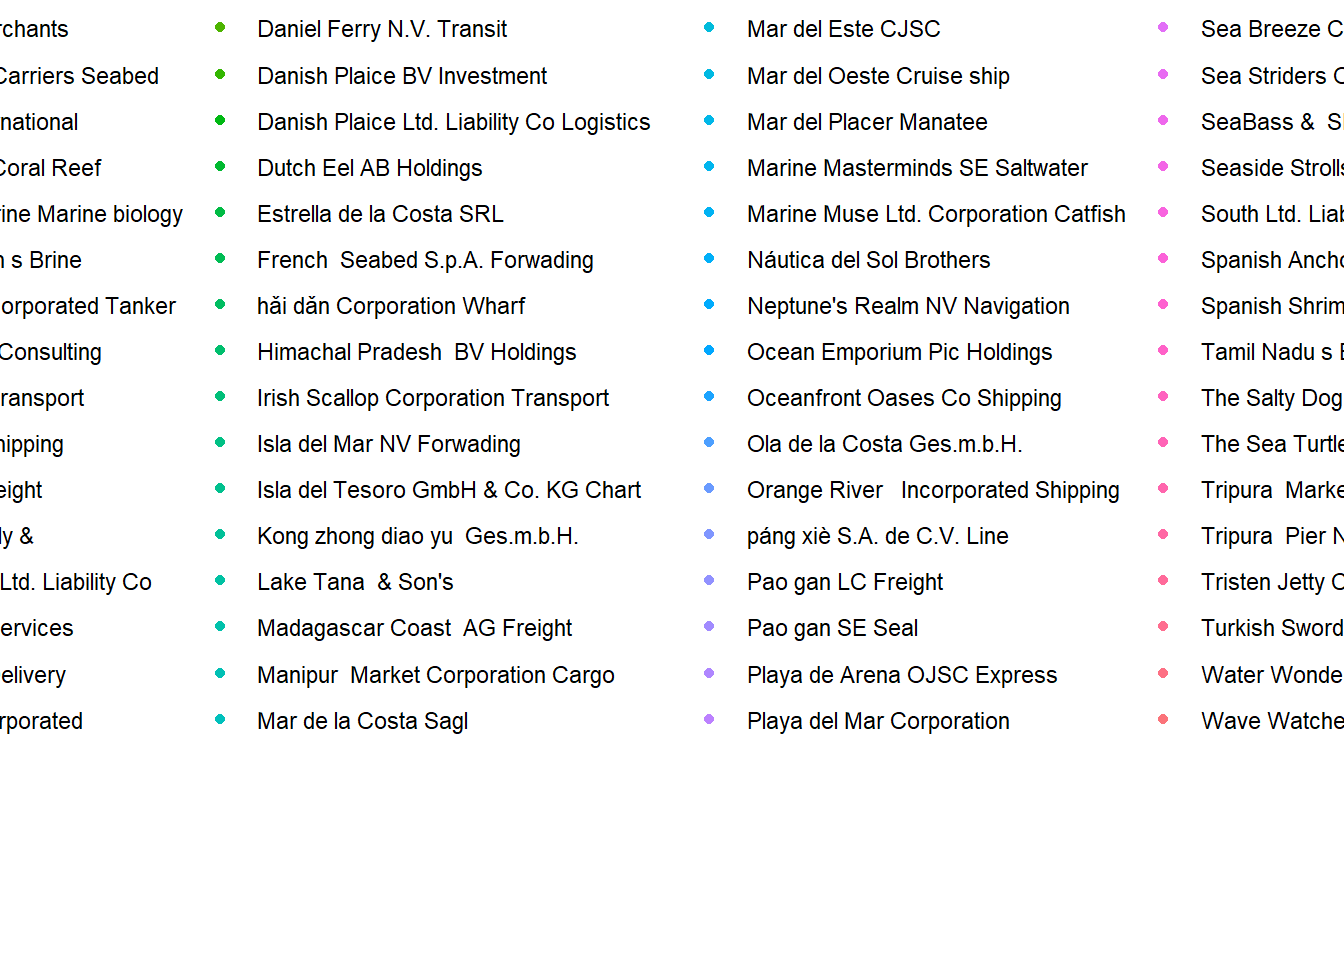 rchants
Carriers Seabed
national
Coral Reef
rine Marine biology
n s Brine
orporated Tanker
Consulting
ransport
hipping
eight
ly &
Ltd. Liability Co
ervices
elivery
rporated
Daniel Ferry N.V. Transit
Danish Plaice BV Investment
Danish Plaice Ltd. Liability Co Logistics
Dutch Eel AB Holdings
Estrella de la Costa SRL
French  Seabed S.p.A. Forwading
hǎi dǎn Corporation Wharf
Himachal Pradesh  BV Holdings
Irish Scallop Corporation Transport
Isla del Mar NV Forwading
Isla del Tesoro GmbH & Co. KG Chart
Kong zhong diao yu  Ges.m.b.H.
Lake Tana  & Son's
Madagascar Coast  AG Freight
Manipur  Market Corporation Cargo
Mar de la Costa Sagl
Mar del Este CJSC
Mar del Oeste Cruise ship
Mar del Placer Manatee
Marine Masterminds SE Saltwater
Marine Muse Ltd. Corporation Catfish
Náutica del Sol Brothers
Neptune's Realm NV Navigation
Ocean Emporium Pic Holdings
Oceanfront Oases Co Shipping
Ola de la Costa Ges.m.b.H.
Orange River   Incorporated Shipping
páng xiè S.A. de C.V. Line
Pao gan LC Freight
Pao gan SE Seal
Playa de Arena OJSC Express
Playa del Mar Corporation
Sea Breeze C
Sea Striders
SeaBass &  S
Seaside Strolls
South Ltd. Liab
Spanish Ancho
Spanish Shrim
Tamil Nadu s
The Salty Dog
The Sea Turtle
Tripura  Marke
Tripura  Pier N
Tristen Jetty
Turkish Sword
Water Wonde
Wave Watche